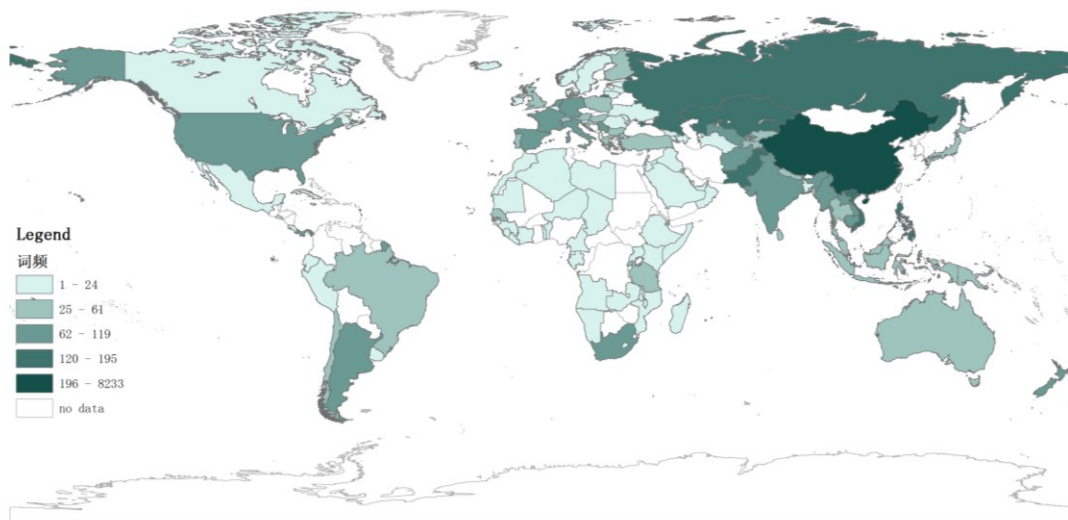 Legend
词频
1 - 24
25 - 61
62 - 119
120 - 195
196 - 8233
no data